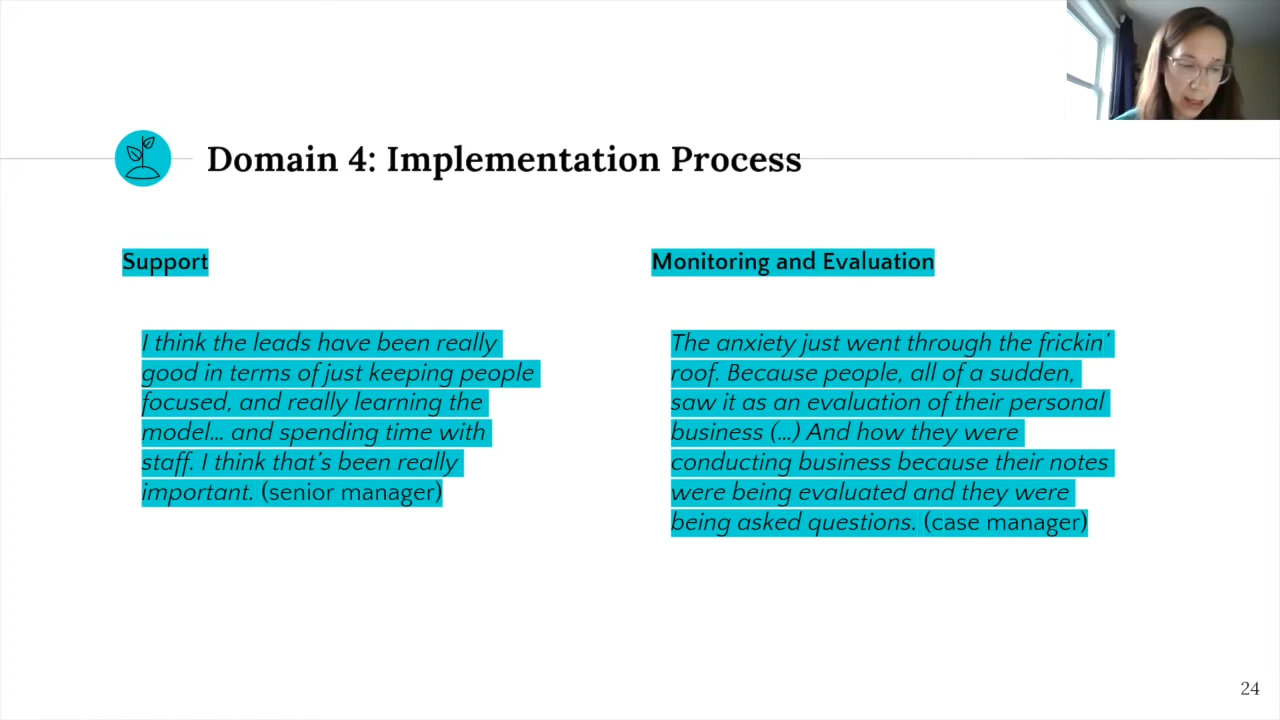 Domain 4: Implementation Process
Support
I think the leads have been really
good in terms of just keeping people
focused, and really learning the
model… and spending time with
staff. I think that’s been really
important. (senior manager)
Monitoring and Evaluation
The anxiety just went through the frickin’
roof. Because people, all of a sudden,
saw it as an evaluation of their personal
business (…) And how they were
conducting business because their notes
were being evaluated and they were
being asked questions. (case manager)
24